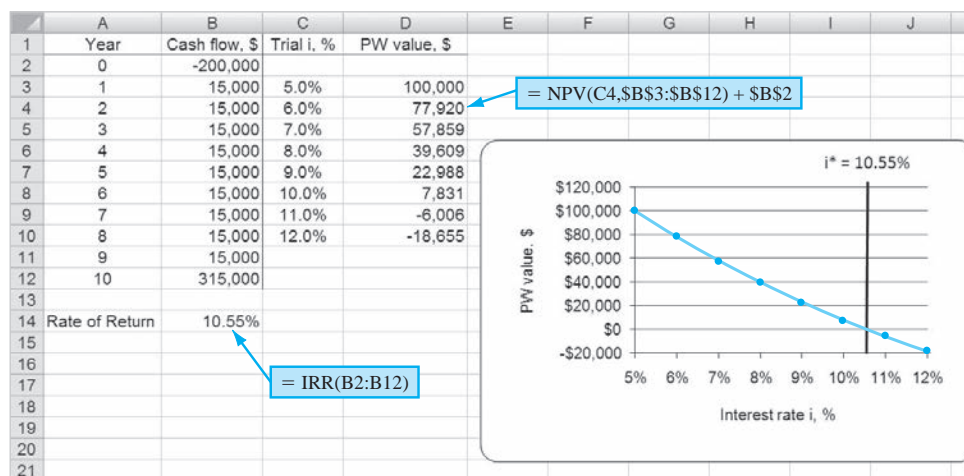 A B C D E F G H I J
1 Year Cash flow, $ Trial i, % PW value, $
2 0 -200,000
3 1 15,000 5.0% 100,000
4 2 15,000 6.0% 77,920
5 3 15,000 7.0% 57,859
6 4 15,000 8.0% 39,609
7 5 15,000 9.0% 22,988
8 6 15,000 10.0% 7,831
9 7 15,000 11.0% -6,006
10 8 15,000 12.0% -18,655
11 9 15,000
12 10 315,000
13
14 Rate of Return 10.55%
15
16
17
18
19
20
21
= NPV(C4,$B$3:$B$12) + $B$2
= IRR(B2:B12)
i* = 10.55%
$120,000
$100,000
$80,000
$60,000
$40,000
$20,000
$0
-$20,000
PW value. $
5% 6% 7% 8% 9% 10% 11% 12%
Interest rate i, %